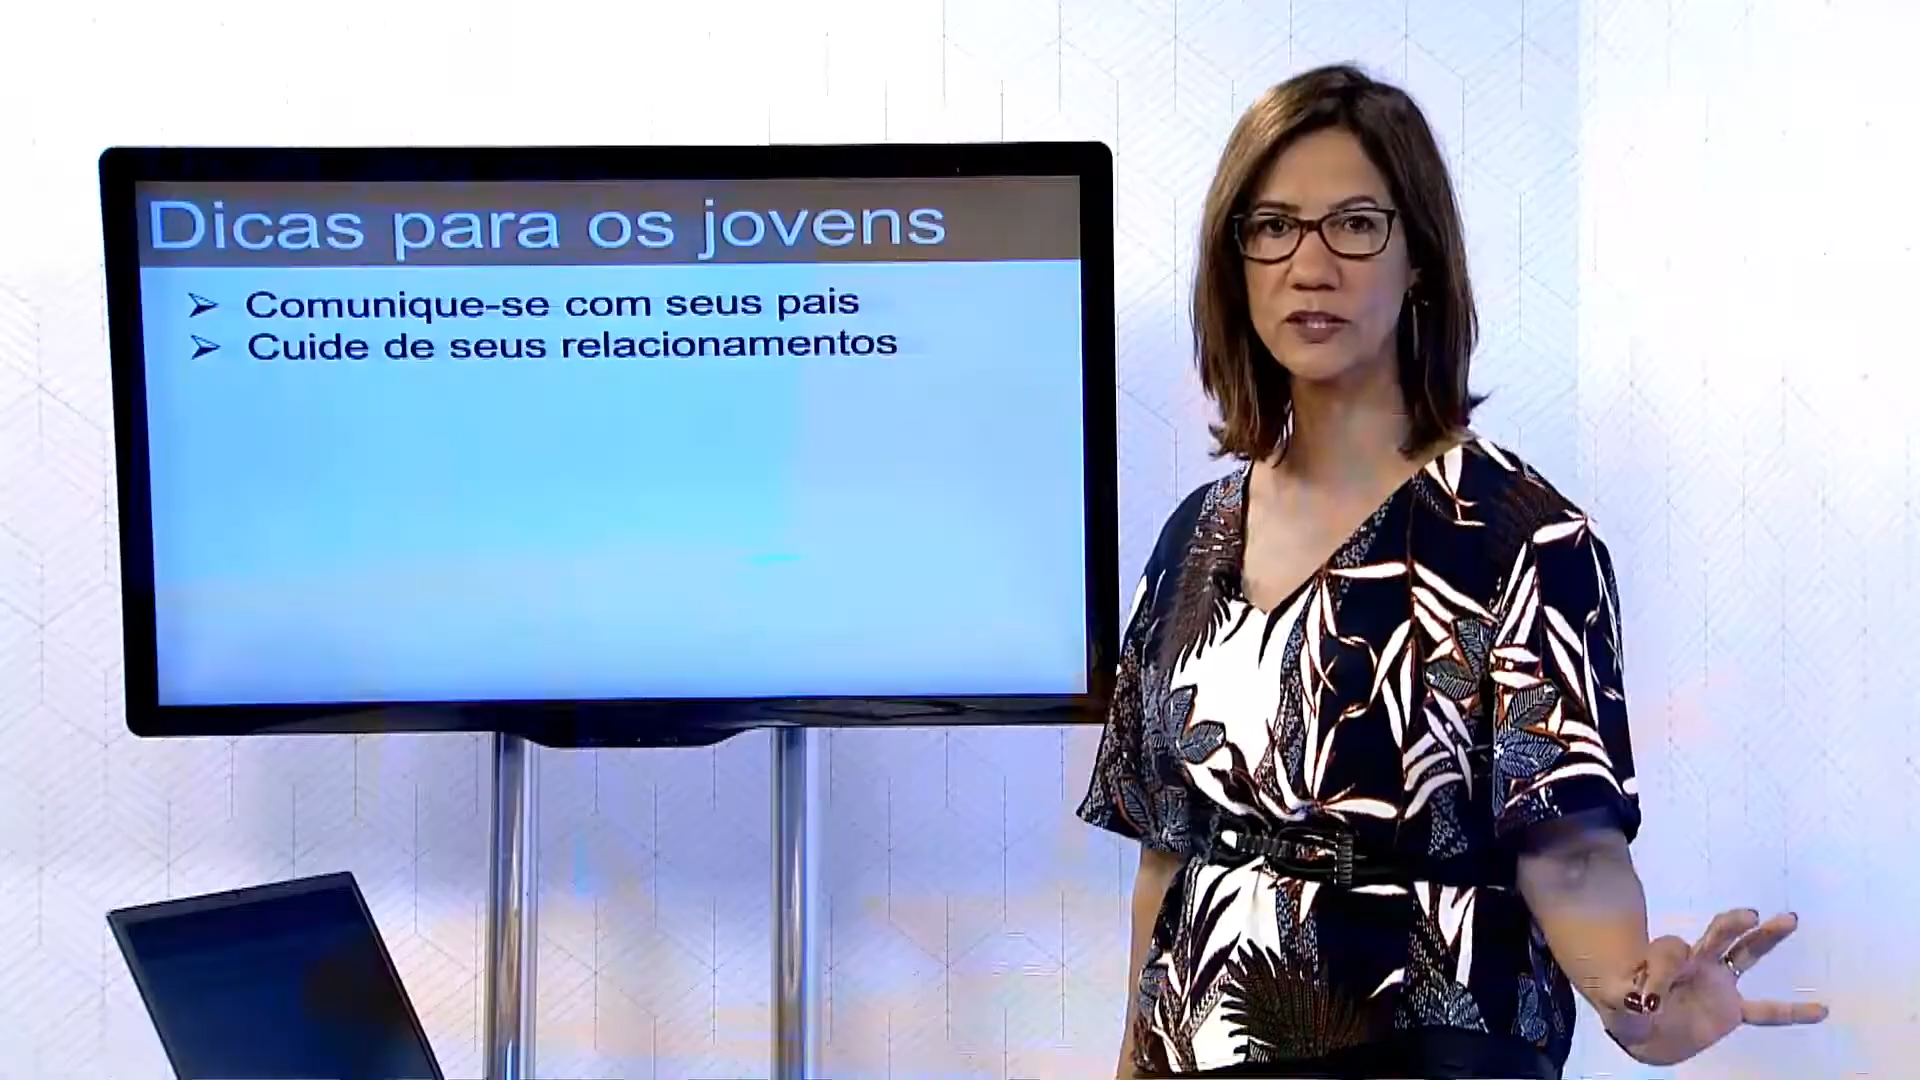 Dicas para os jovens
Comunique-se com seus pais
Cuide de seus relacionamentos